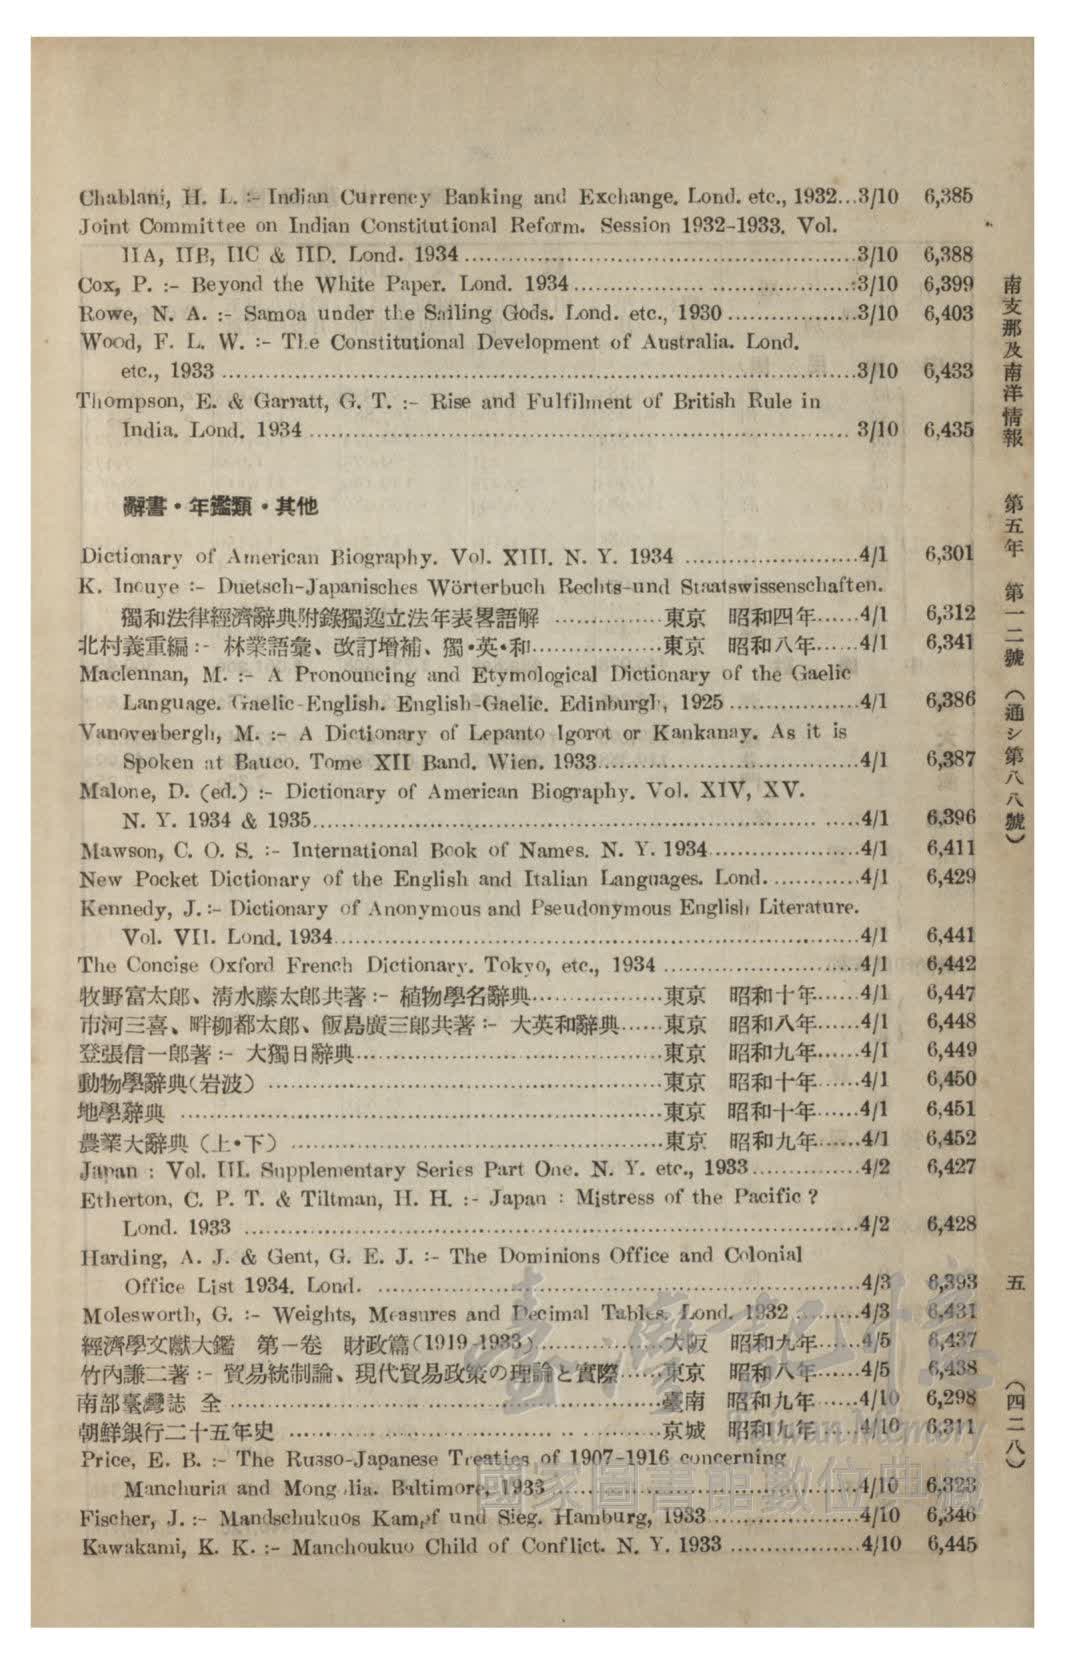 Chablani, H. L. :- Indian Currency Banking and Exchange. Lond. etc., 1932...3/10 6,385
Joint Committee on Indian Constitutional Reform. Session 1932-1933. Vol.
IIA, IIB, IIC & IID. Lond. 1934 ........3/10 6,388
Cox, P. :- Beyond the White Paper. Lond. 1934........3/10 6,399
Rowe, N. A. :- Samoa under the Sailing Gods. Lond. etc., 1930........3/10 6,403
Wood, F. L. W. :- The Constitutional Development of Australia. Lond.
etc., 1933........3/10 6,433
Thompson, E. & Garratt, G. T. :- Rise and Fulfilment of British Rule in
India. Lond. 1934........3/10 6,435
辭書・年鑑類・其他
Dictionary of American Biography. Vol. XIII. N. Y. 1934........4/1 6,301
K. Inouye :- Duetsch-Japanisches Wörterbuch Rechts-und Staatswissenschaften.
獨和法律經濟辭典附錄獨逸立法年表畧語解........東京 昭和四年......4/1 6,312
北村義重編:- 林業語彙、改訂增補、獨・英・和........東京 昭和八年......4/1 6,341
Maclennan, M. :- A Pronouncing and Etymological Dictionary of the Gaelic
Language. Gaelic-English. English-Gaelic. Edinburgh, 1925........4/1 6,386
Vanoverbergh, M. :- A Dictionary of Lepanto Igorot or Kankanay. As it is
Spoken at Bauco. Tome XII Band. Wien. 1933........4/1 6,387
Malone, D. (ed.) :- Dictionary of American Biography. Vol. XIV, XV.
N. Y. 1934 & 1935........4/1 6,396
Mawson, C. O. S. :- International Book of Names. N. Y. 1934........4/1 6,411
New Pocket Dictionary of the English and Italian Languages. Lond.........4/1 6,429
Kennedy, J. :- Dictionary of Anonymous and Pseudonymous English Literature.
Vol. VII. Lond. 1934........4/1 6,441
The Concise Oxford French Dictionary. Tokyo, etc., 1934........4/1 6,442
牧野富太郎、淸水藤太郎共著:- 植物學名辭典........東京 昭和十年......4/1 6,447
市河三喜、畔柳都太郎、飯島廣三郎共著:- 大英和辭典......東京 昭和八年......4/1 6,448
登張信一郎著:- 大獨日辭典........東京 昭和九年......4/1 6,449
動物學辭典(岩波)........東京 昭和十年......4/1 6,450
地學辭典........東京 昭和十年......4/1 6,451
農業大辭典(上・下)........東京 昭和九年......4/1 6,452
Japan : Vol. III. Supplementary Series Part One. N. Y. etc., 1933........4/2 6,427
Etherton, C. P. T. & Tiltman, H. H. :- Japan : Mistress of the Pacific ?
Lond. 1933........4/2 6,428
Harding, A. J. & Gent, G. E. J. :- The Dominions Office and Colonial
Office List 1934. Lond.........4/3 6,393
Molesworth, G. :- Weights, Measures and Decimal Tables. Lond. 1932........4/3 6,431
經濟學文獻大鑑 第一卷 財政篇(1919-1933)........大阪 昭和九年......4/5 6,437
竹內謙二著:- 貿易統制論、現代貿易政策の理論と實際......東京 昭和八年......4/5 6,438
南部臺灣誌 全........臺南 昭和九年......4/10 6,298
朝鮮銀行二十五年史........京城 昭和九年......4/10 6,311
Price, E. B. :- The Russo-Japanese Treaties of 1907-1916 concerning
Manchuria and Mongolia. Baltimore, 1933........4/10 6,323
Fischer, J. :- Mandschukuos Kampf und Sieg. Hamburg, 1933........4/10 6,346
Kawakami, K. K. :- Manchoukuo Child of Conflict. N. Y. 1933........4/10 6,445
南支那及南洋情報 第五年 第一二號(通シ第八八號) 五 (四二八)
臺灣記憶
Taiwan Memory
國家圖書館數位典藏